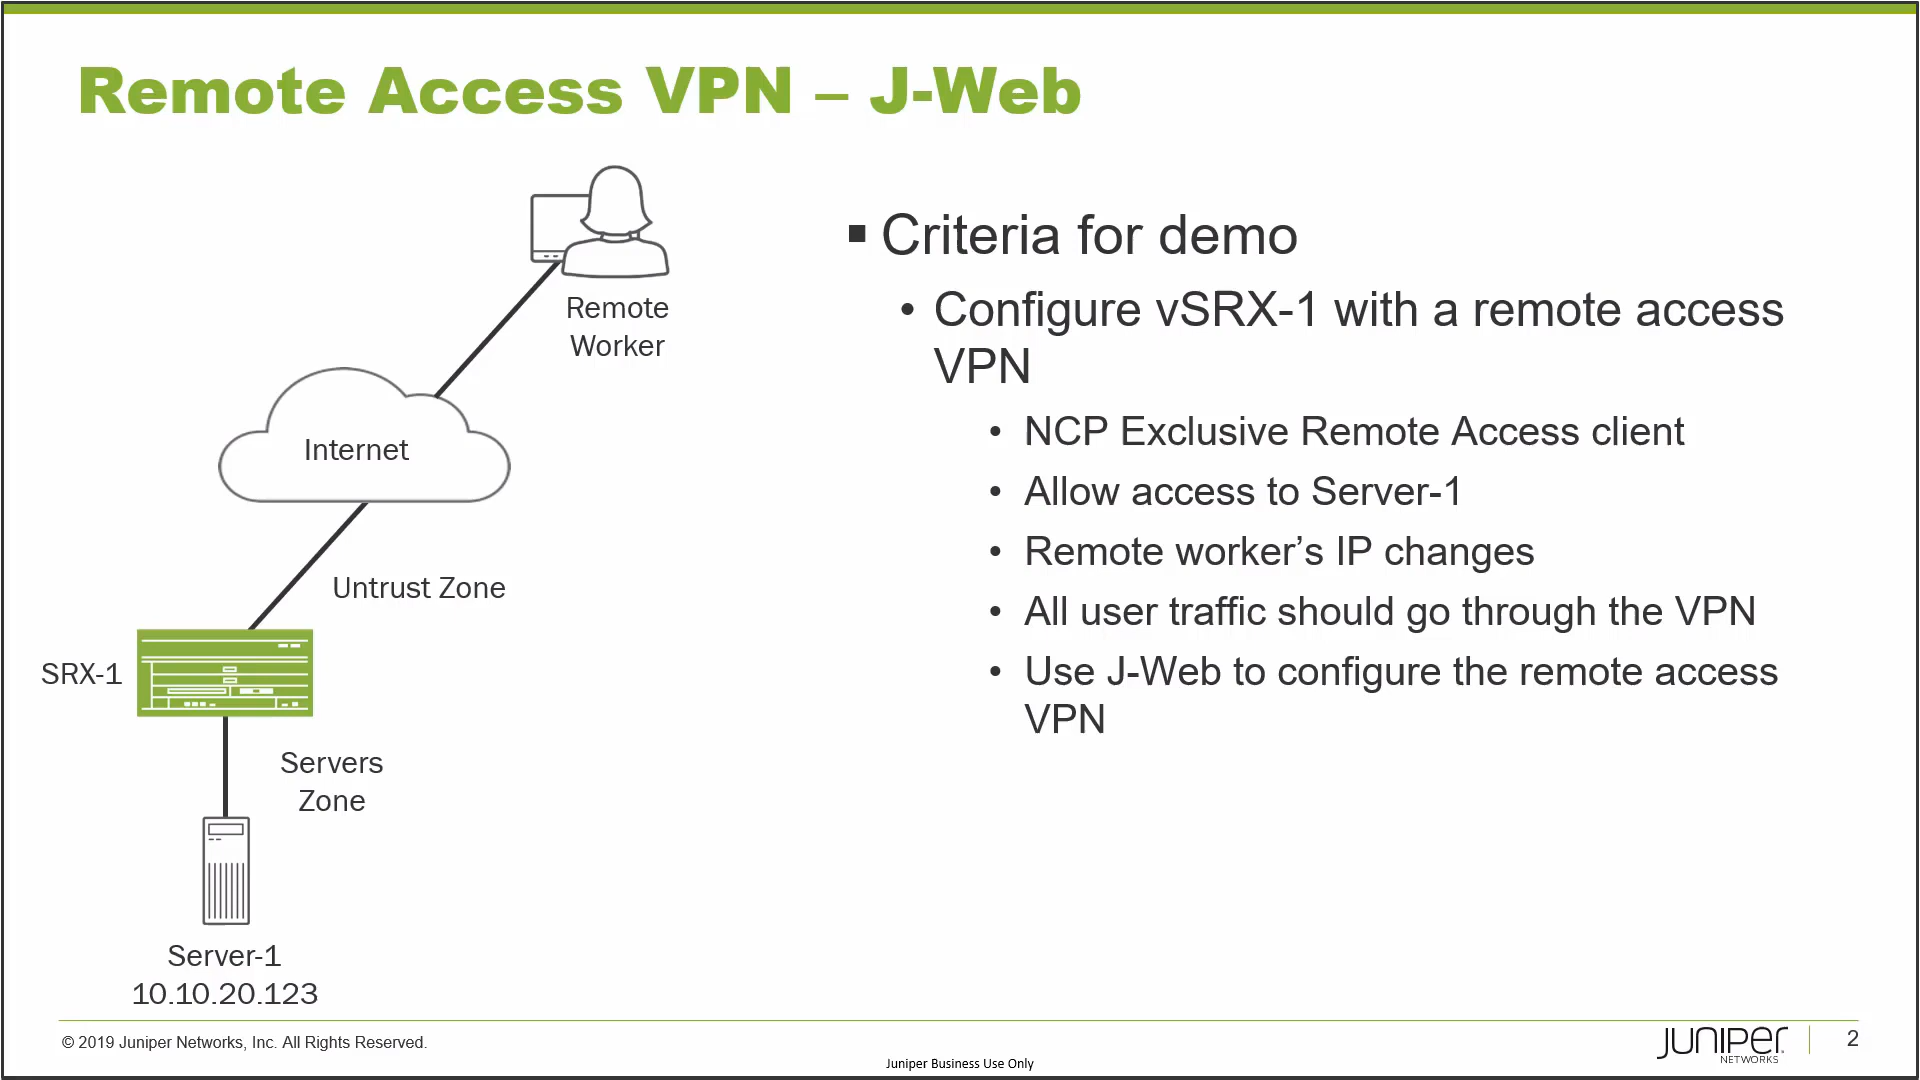 Remote Access VPN – J-Web
Remote
Worker
Internet
Untrust Zone
SRX-1
Servers
Zone
Server-1
10.10.20.123
▪ Criteria for demo
• Configure vSRX-1 with a remote access
VPN
• NCP Exclusive Remote Access client
• Allow access to Server-1
• Remote worker’s IP changes
• All user traffic should go through the VPN
• Use J-Web to configure the remote access
VPN
© 2019 Juniper Networks, Inc. All Rights Reserved.
Juniper Business Use Only
JUNIPEr
NETWORKS
2